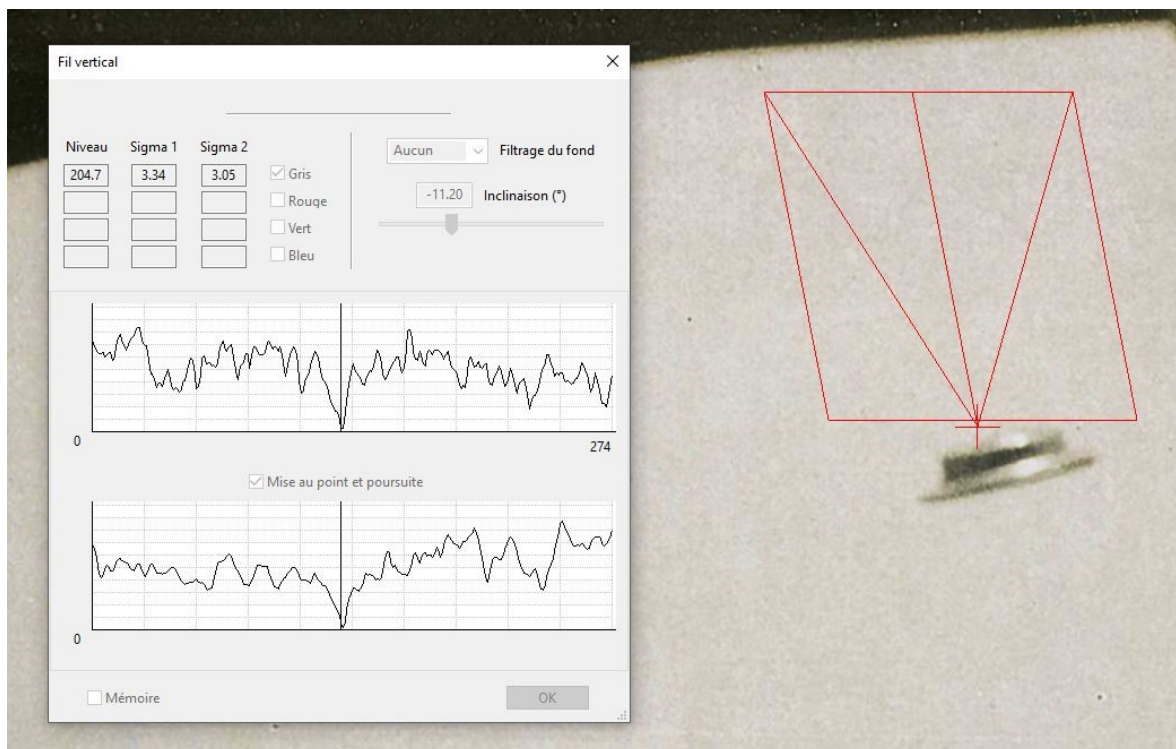 Fil vertical
Niveau Sigma 1 Sigma 2
Aucun Filtrage du fond
204.7 3.34 3.05 Gris
-11.20 Inclinaison (°)
Rouge
Vert
Bleu
0 274
Mise au point et poursuite
0
Mémoire OK